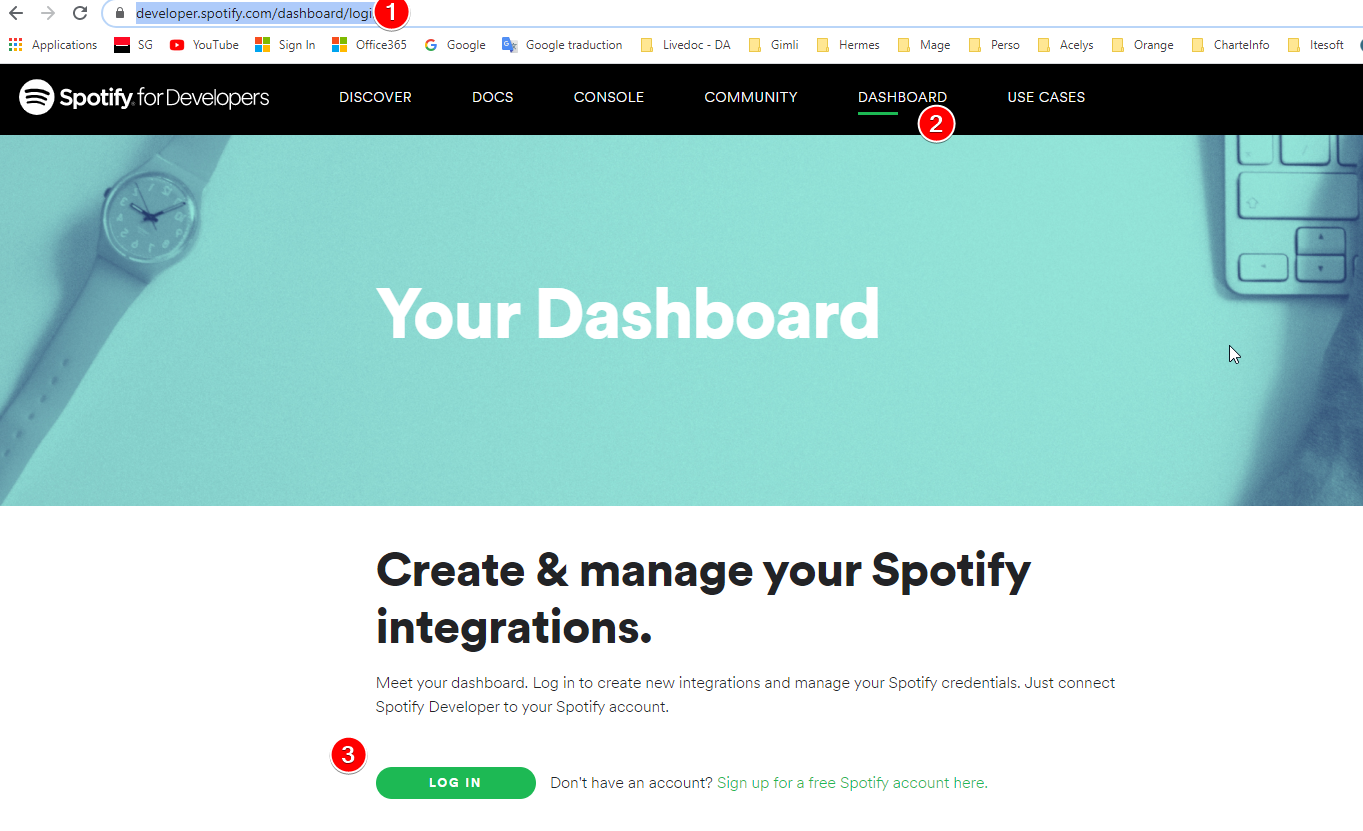 developer.spotify.com/dashboard/logi
1
Applications SG YouTube Sign In Office365 Google Google traduction Livedoc - DA Gimli Hermes Mage Perso Acelys Orange CharteInfo Itesoft
Spotify for Developers DISCOVER DOCS CONSOLE COMMUNITY DASHBOARD USE CASES
2
Your Dashboard
Create & manage your Spotify
integrations.
Meet your dashboard. Log in to create new integrations and manage your Spotify credentials. Just connect
Spotify Developer to your Spotify account.
3
LOG IN Don't have an account? Sign up for a free Spotify account here.